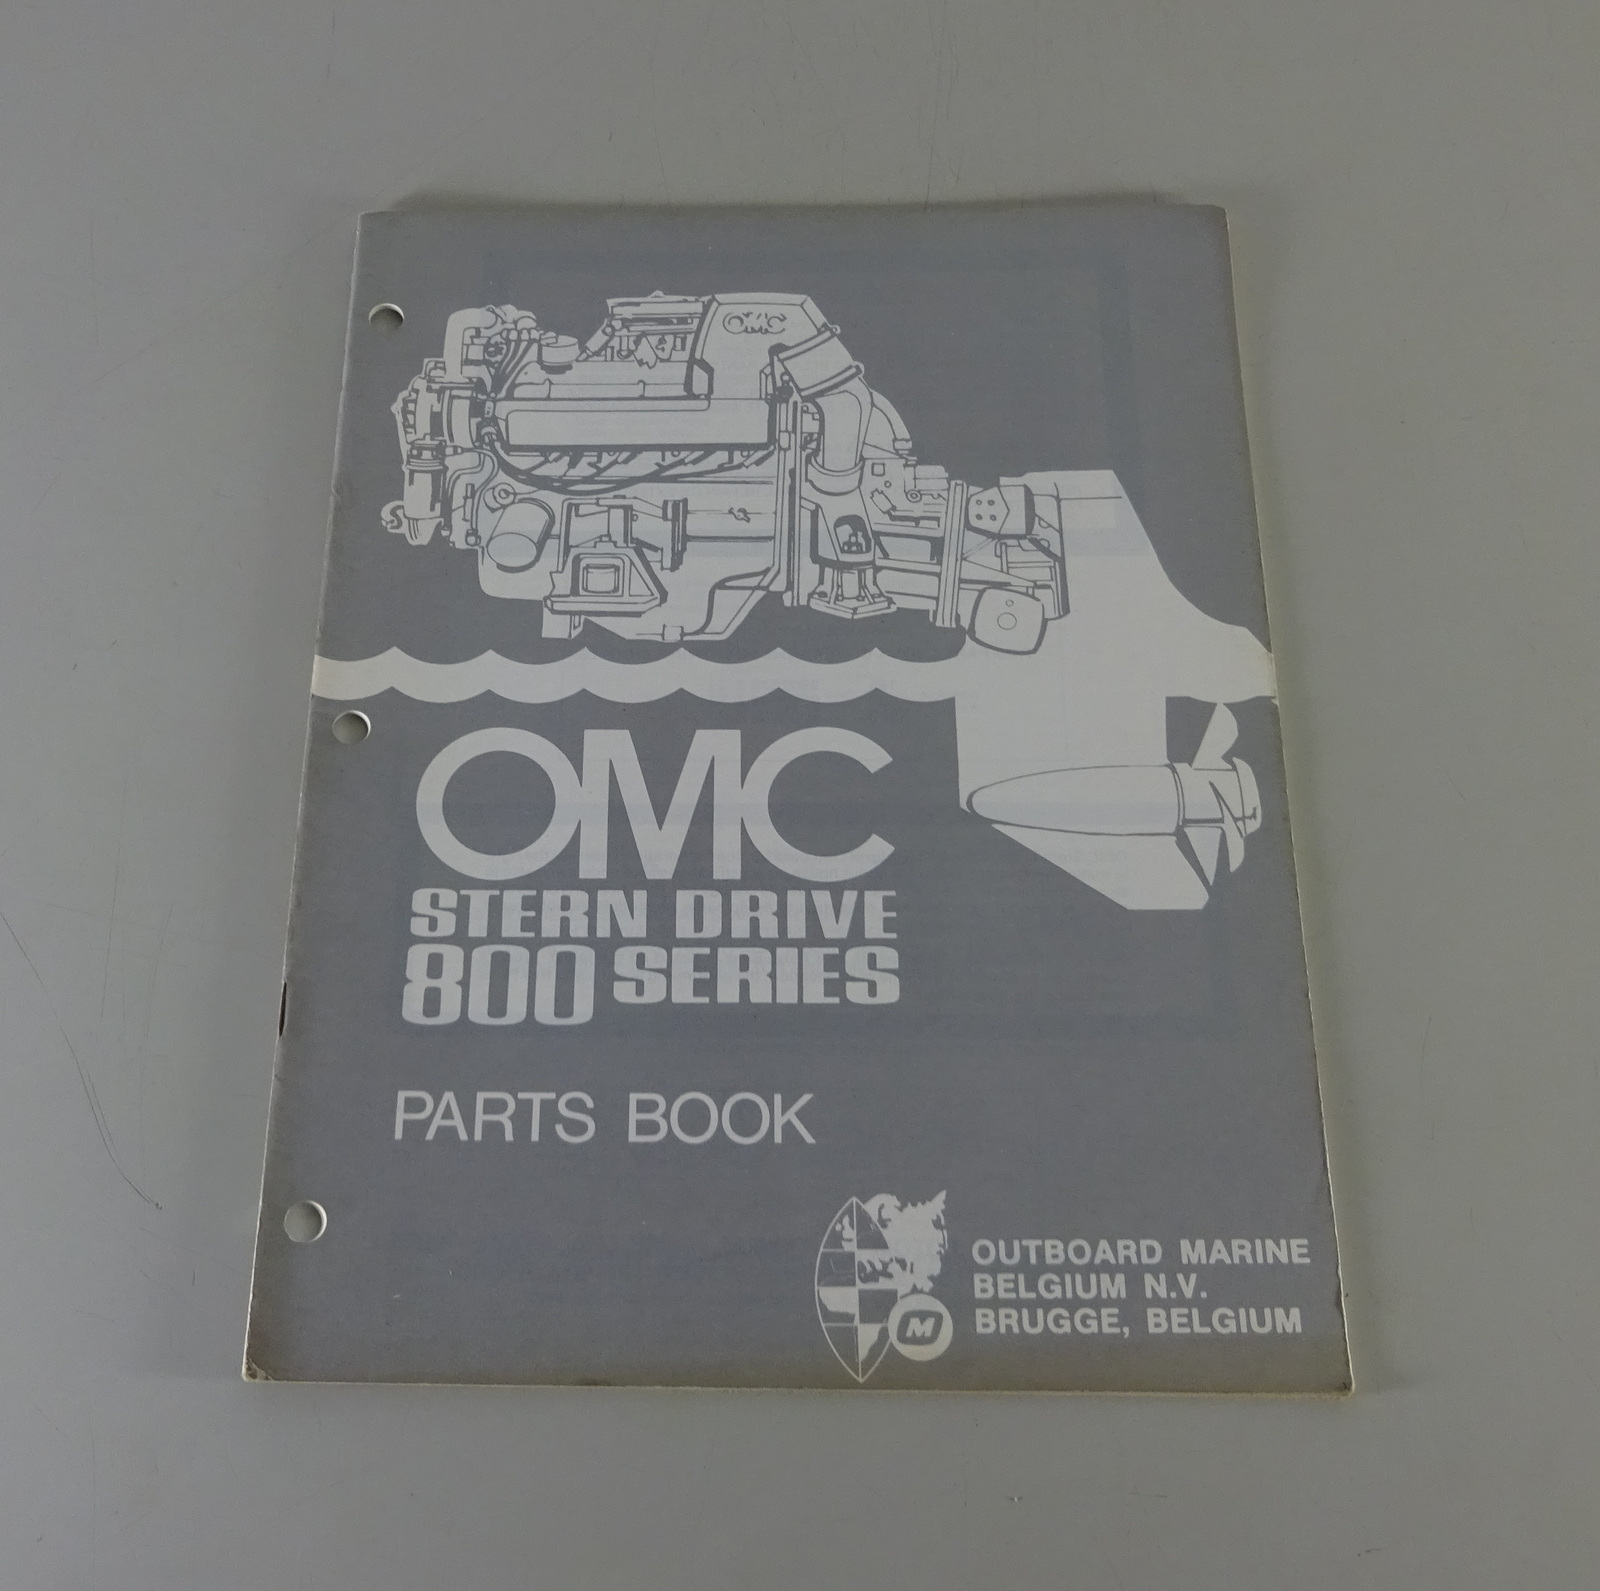 OMC
OMC
STERN DRIVE
800 SERIES
PARTS BOOK
M
OUTBOARD MARINE
BELGIUM N.V.
BRUGGE, BELGIUM